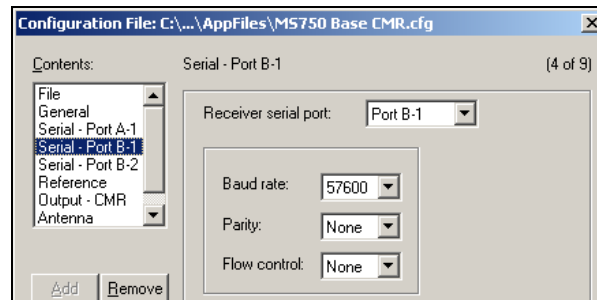 Configuration File: C:\...\AppFiles\MS750 Base CMR.cfg
Contents:
Serial - Port B-1 (4 of 9)
File
General
Serial - Port A-1
Serial - Port B-1
Serial - Port B-2
Reference
Output - CMR
Antenna
Add Remove
Receiver serial port: Port B-1
Baud rate: 57600
Parity: None
Flow control: None